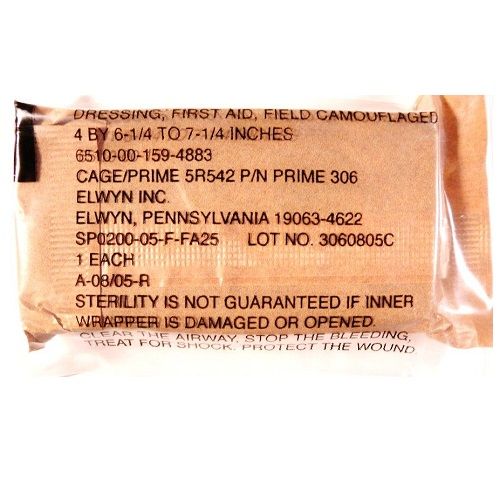 DRESSING, FIRST AID, FIELD CAMOUFLAGED
4 BY 6-1/4 TO 7-1/4 INCHES
6510-00-159-4883
CAGE/PRIME 5R542 P/N PRIME 306
ELWYN INC.
ELWYN, PENNSYLVANIA 19063-4622
SP0200-05-F-FA25 LOT NO. 3060805C
1 EACH
A-08/05-R
STERILITY IS NOT GUARANTEED IF INNER
WRAPPER IS DAMAGED OR OPENED.
CLEAR THE AIRWAY. STOP THE BLEEDING,
TREAT FOR SHOCK. PROTECT THE WOUND